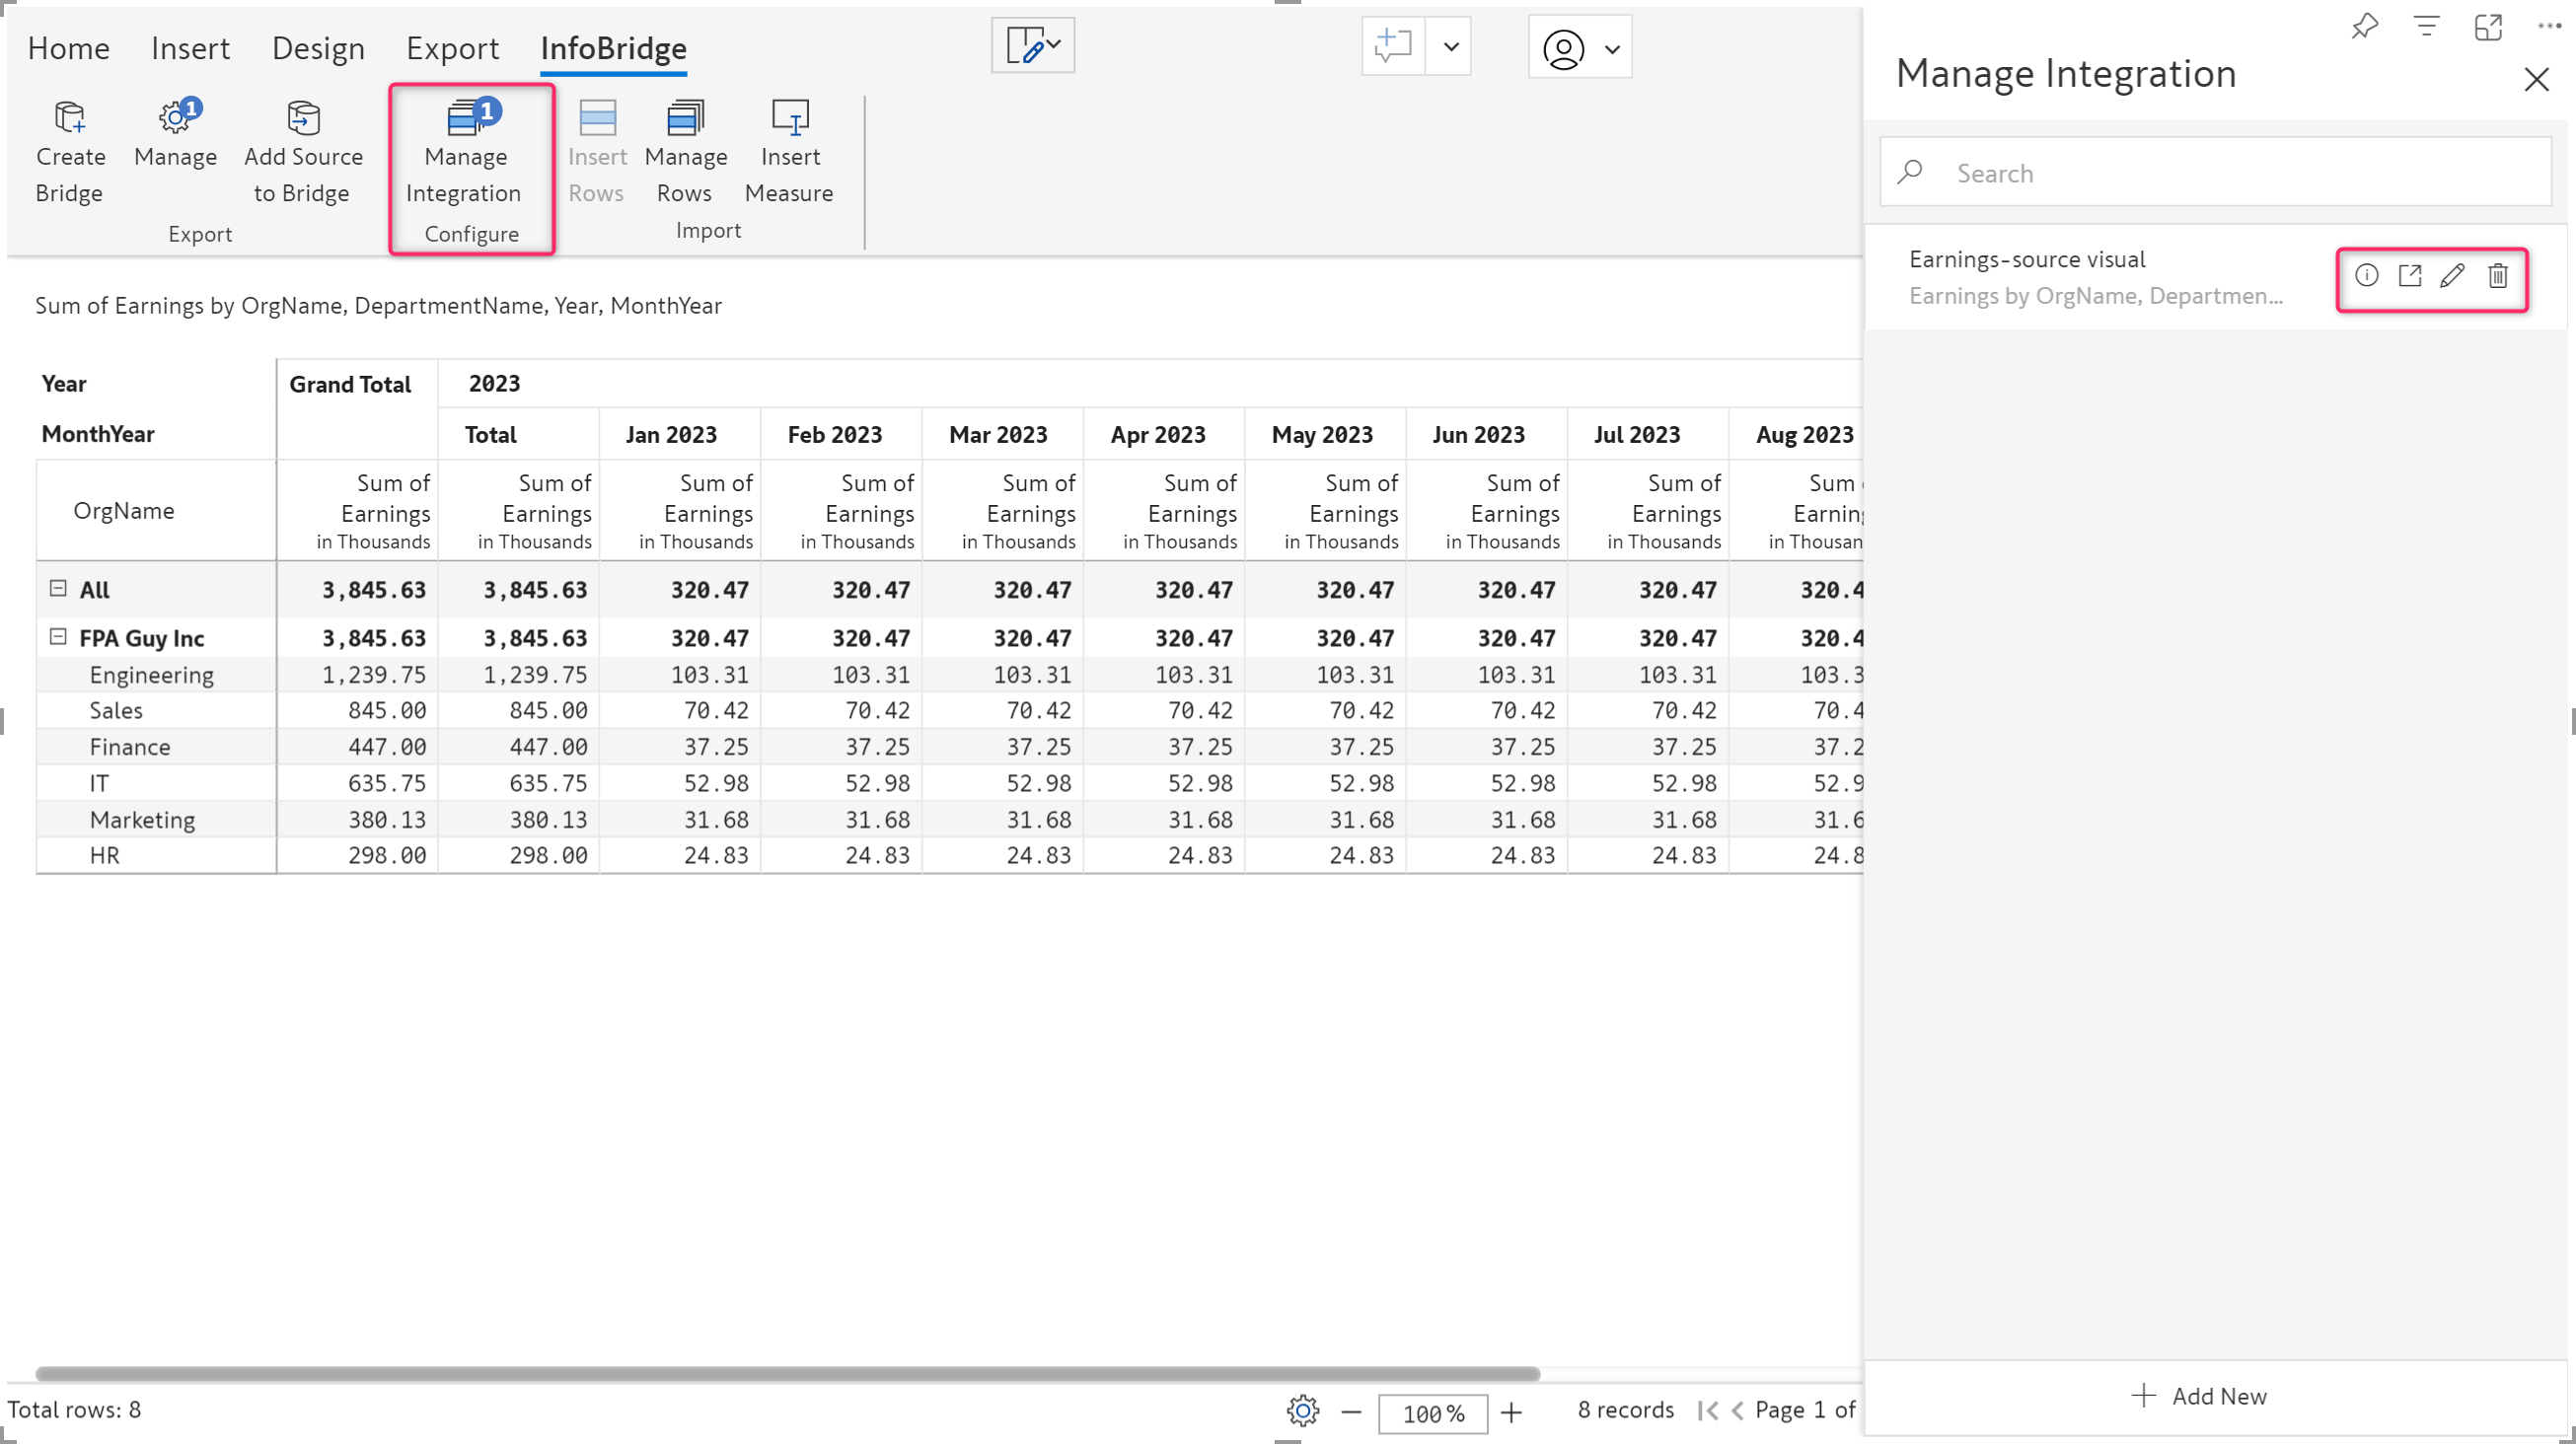 Home Insert Design Export InfoBridge
1 1
Create Manage Add Source Manage Insert Manage Insert
Bridge to Bridge Integration Rows Rows Measure
Export Configure Import
Manage Integration
Search
Earnings-source visual
Earnings by OrgName, Departmen...
Sum of Earnings by OrgName, DepartmentName, Year, MonthYear
Year Grand Total 2023
MonthYear Total Jan 2023 Feb 2023 Mar 2023 Apr 2023 May 2023 Jun 2023 Jul 2023 Aug 2023
OrgName
Sum of Sum of Sum of Sum of Sum of Sum of Sum of Sum of Sum of Sum
Earnings Earnings Earnings Earnings Earnings Earnings Earnings Earnings Earnings Earning
in Thousands in Thousands in Thousands in Thousands in Thousands in Thousands in Thousands in Thousands in Thousands in Thousan
All 3,845.63 3,845.63 320.47 320.47 320.47 320.47 320.47 320.47 320.47 320.4
FPA Guy Inc 3,845.63 3,845.63 320.47 320.47 320.47 320.47 320.47 320.47 320.47 320.4
Engineering 1,239.75 1,239.75 103.31 103.31 103.31 103.31 103.31 103.31 103.31 103.3
Sales 845.00 845.00 70.42 70.42 70.42 70.42 70.42 70.42 70.42 70.4
Finance 447.00 447.00 37.25 37.25 37.25 37.25 37.25 37.25 37.25 37.2
IT 635.75 635.75 52.98 52.98 52.98 52.98 52.98 52.98 52.98 52.9
Marketing 380.13 380.13 31.68 31.68 31.68 31.68 31.68 31.68 31.68 31.6
HR 298.00 298.00 24.83 24.83 24.83 24.83 24.83 24.83 24.83 24.8
Total rows: 8 100% 8 records Page 1 of
Add New